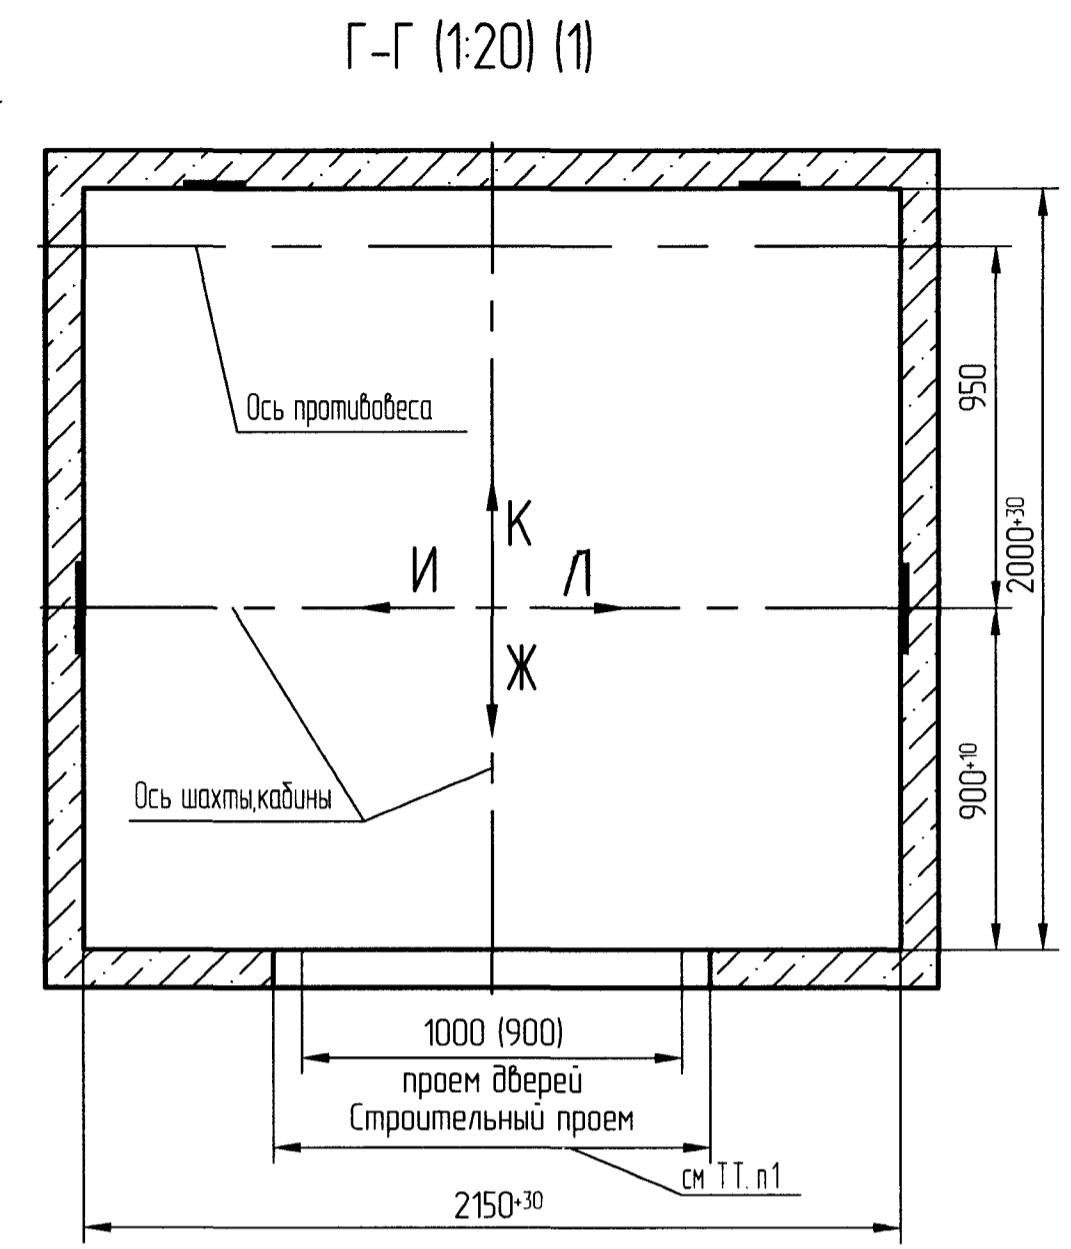 Г-Г (1:20) (1)
Ось противовеса
950
2000+30
К
И
Л
Ж
900+10
Ось шахты,кабины
1000 (900)
проем дверей
Строительный проем
см ТТ. п1
2150+30